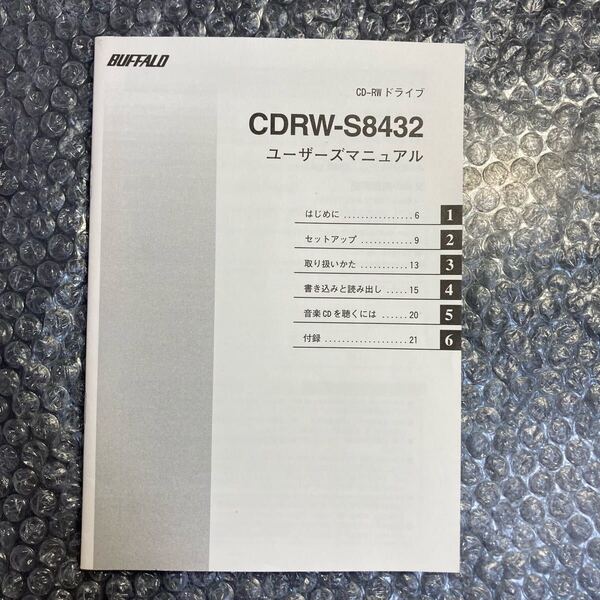 BUFFALO
CD-RWドライブ
CDRW-S8432
ユーザーズマニュアル
はじめに ................ 6 1
セットアップ ............ 9 2
取り扱いかた ........... 13 3
書き込みと読み出し ..... 15 4
音楽CDを聴くには ...... 20 5
付録 ................... 21 6